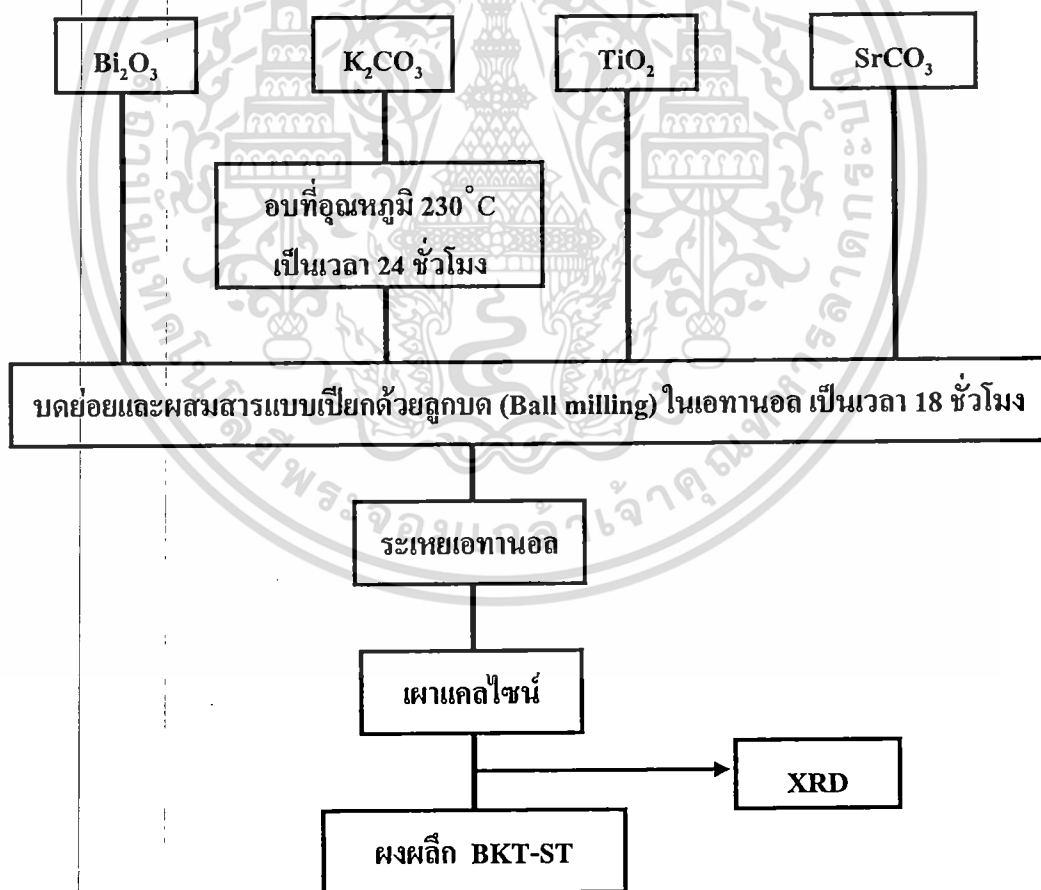 Bi₂O₃
K₂CO₃
TiO₂
SrCO₃
อบที่อุณหภูมิ 230°C
เป็นเวลา 24 ชั่วโมง
บดย่อยและผสมสารแบบเปียกด้วยลูกบด (Ball milling) ในเอทานอล เป็นเวลา 18 ชั่วโมง
ระเหยเอทานอล
เผาแคลไซน์
XRD
ผงผลึก BKT-ST